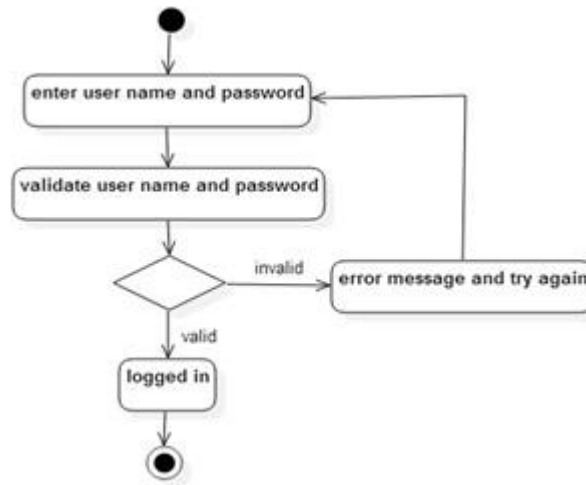 enter user name and password
validate user name and password
invalid
error message and try again
valid
logged in